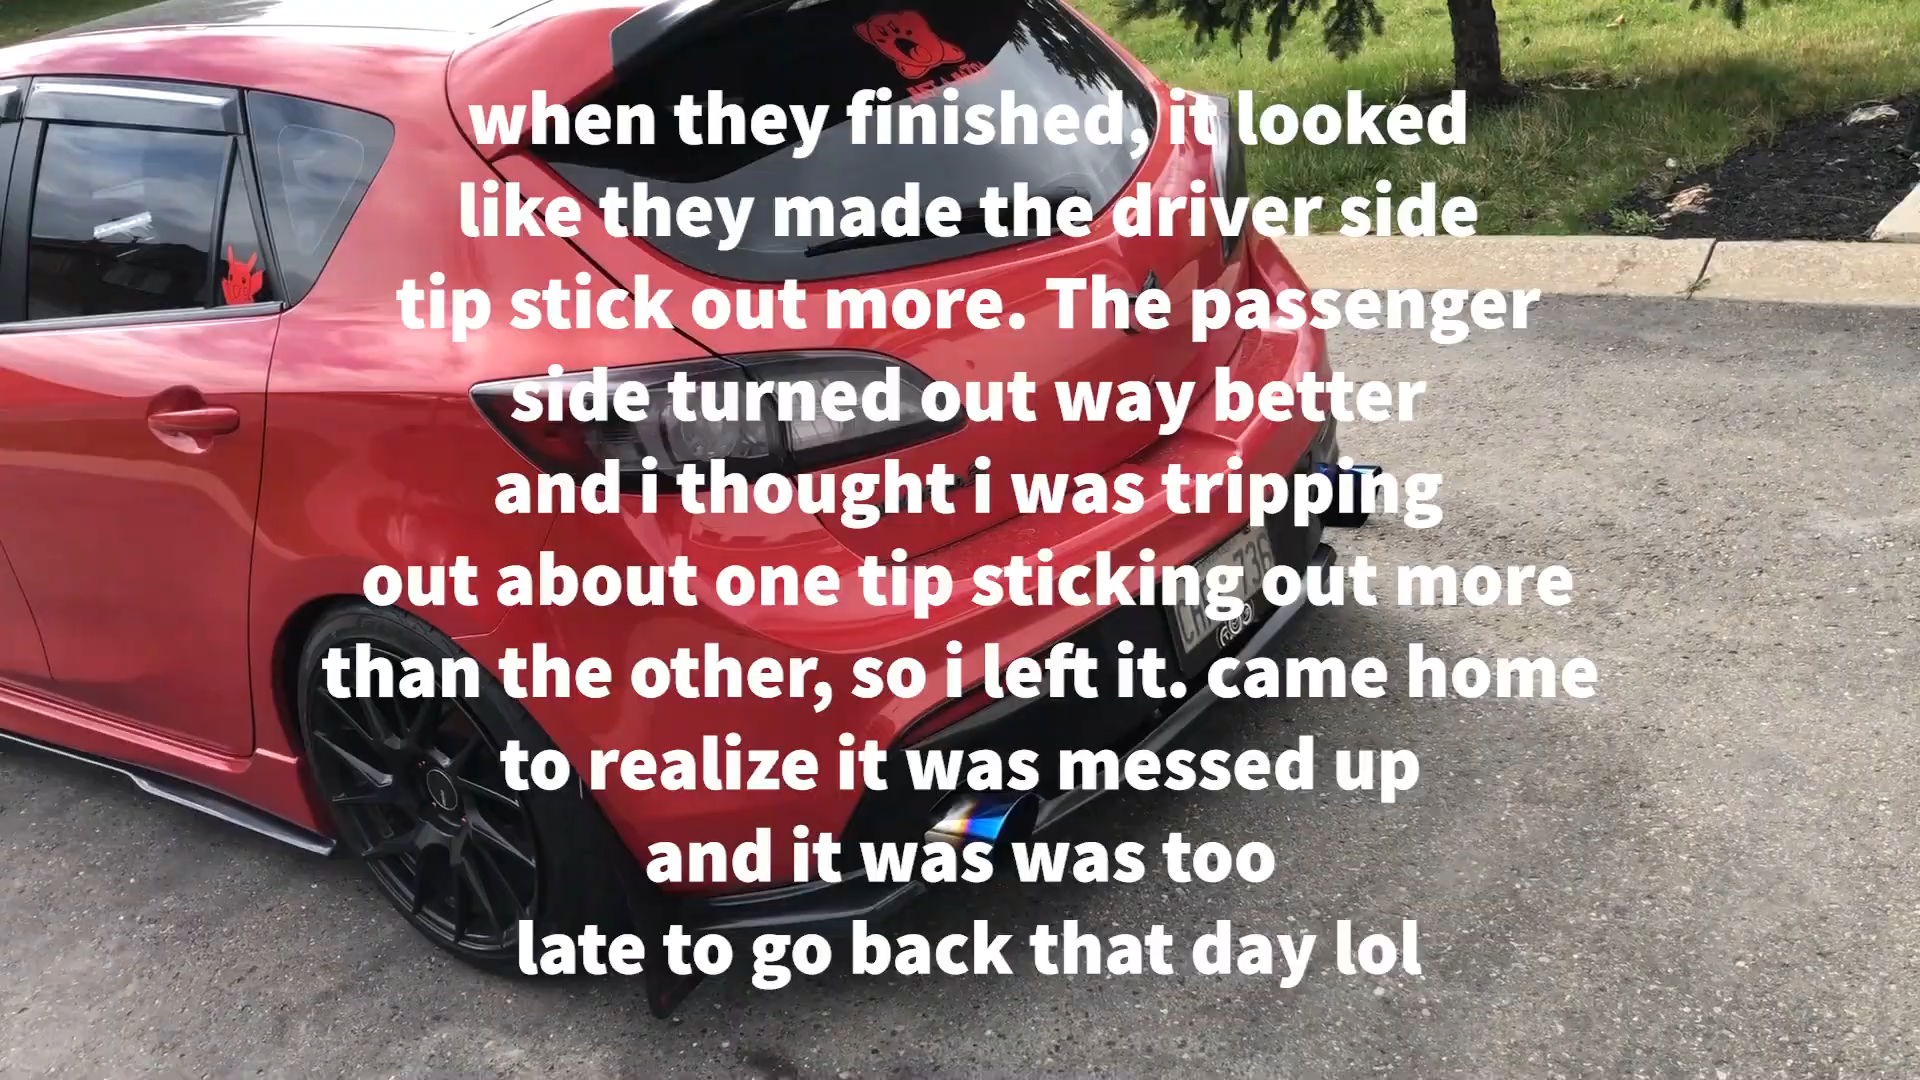 when they finished, it looked
like they made the driver side
tip stick out more. The passenger
side turned out way better
and i thought i was tripping
out about one tip sticking out more
than the other, so i left it. came home
to realize it was messed up
and it was was too
late to go back that day lol